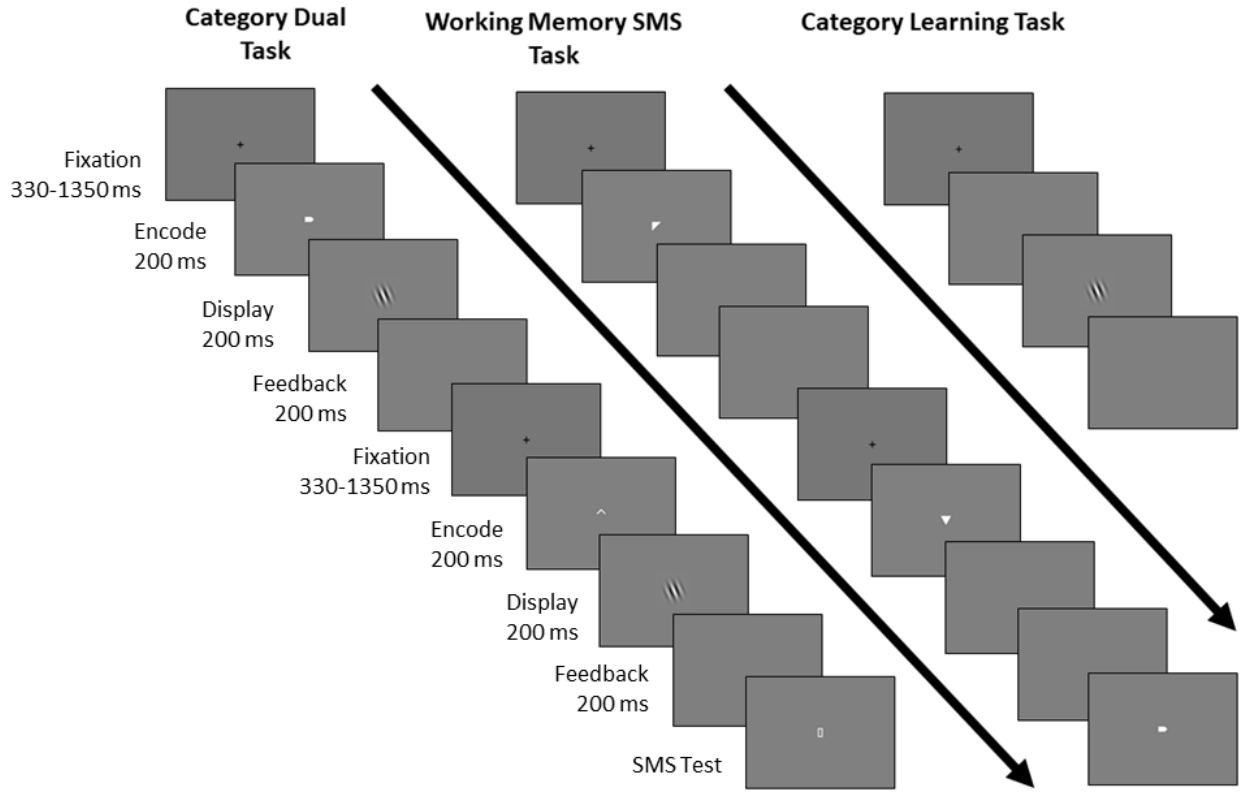 Category Dual
Task
Working Memory SMS
Task
Category Learning Task
Fixation
330-1350 ms
Encode
200 ms
Display
200 ms
Feedback
200 ms
Fixation
330-1350 ms
Encode
200 ms
Display
200 ms
Feedback
200 ms
SMS Test